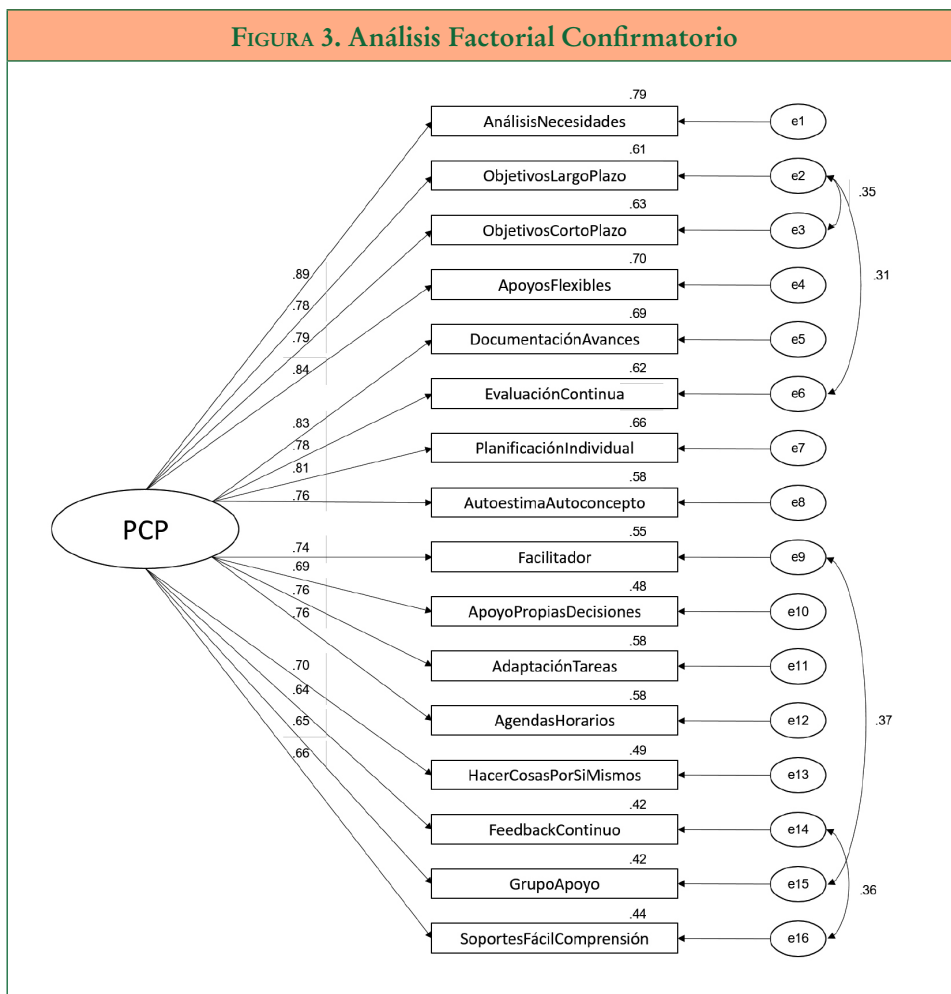 FIGURA 3. Análisis Factorial Confirmatorio
.79
AnálisisNecesidades
e1
.61
ObjetivosLargoPlazo
e2
.35
.63
ObjetivosCortoPlazo
e3
.89
.70
ApoyosFlexibles
e4
.31
.78
.69
DocumentaciónAvances
e5
.79
.84
.62
EvaluaciónContinua
e6
.83
.66
PlanificaciónIndividual
e7
.78
.81
.76
.58
AutoestimaAutoconcepto
e8
PCP
.74
.55
Facilitador
e9
.69
.76
.76
.48
ApoyoPropiasDecisiones
e10
.58
AdaptaciónTareas
e11
.70
.64
.58
AgendasHorarios
e12
.37
.65
.49
HacerCosasPorSiMismos
e13
.66
.42
FeedbackContinuo
e14
.42
GrupoApoyo
e15
.36
.44
SoportesFácilComprensión
e16